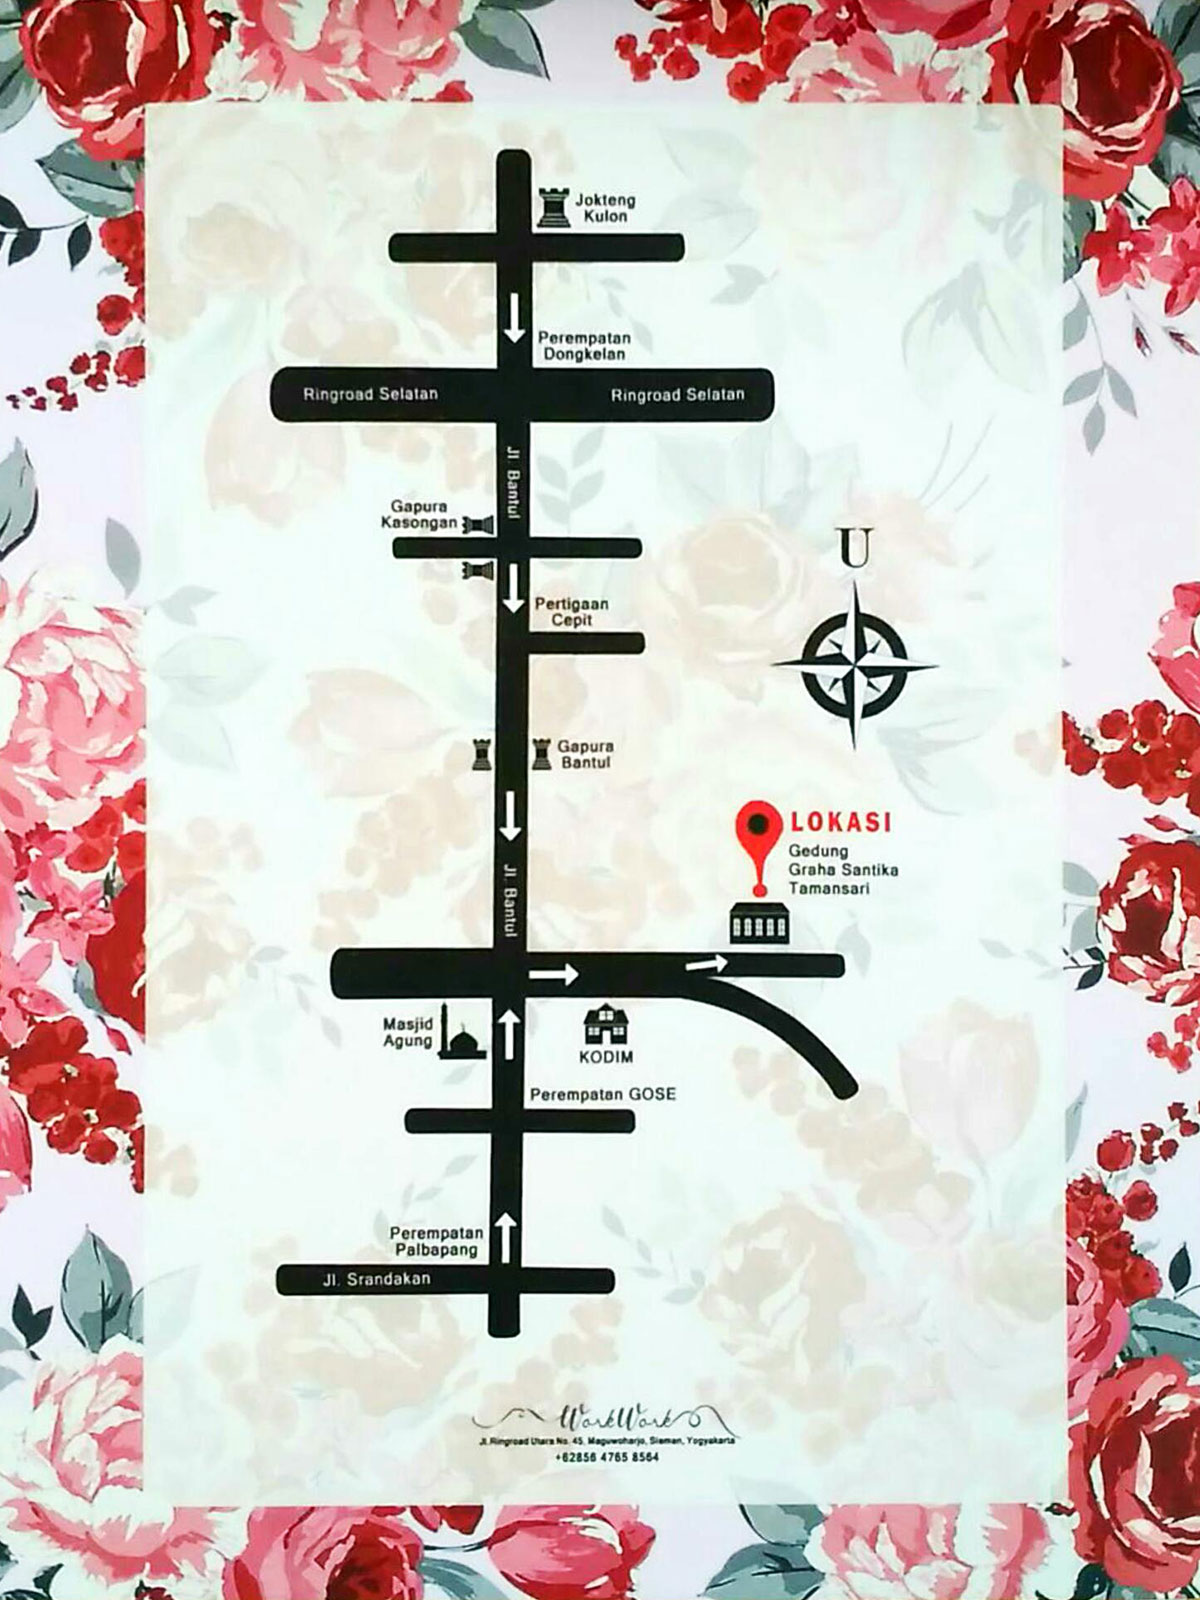 Jokteng
Kulon
Perempatan
Dongkelan
Ringroad Selatan
Ringroad Selatan
Jl. Bantul
Gapura
Kasongan
U
Pertigaan
Cepit
Gapura
Bantul
LOKASI
Gedung
Graha Santika
Tamansari
Jl. Bantul
Masjid
Agung
KODIM
Perempatan GOSE
Perempatan
Palbapang
Jl. Srandakan
WorkWork
Jl.Ringroad Utara No. 45, Maguwoharjo, Sleman, Yogyakarta
+62856 4765 8564